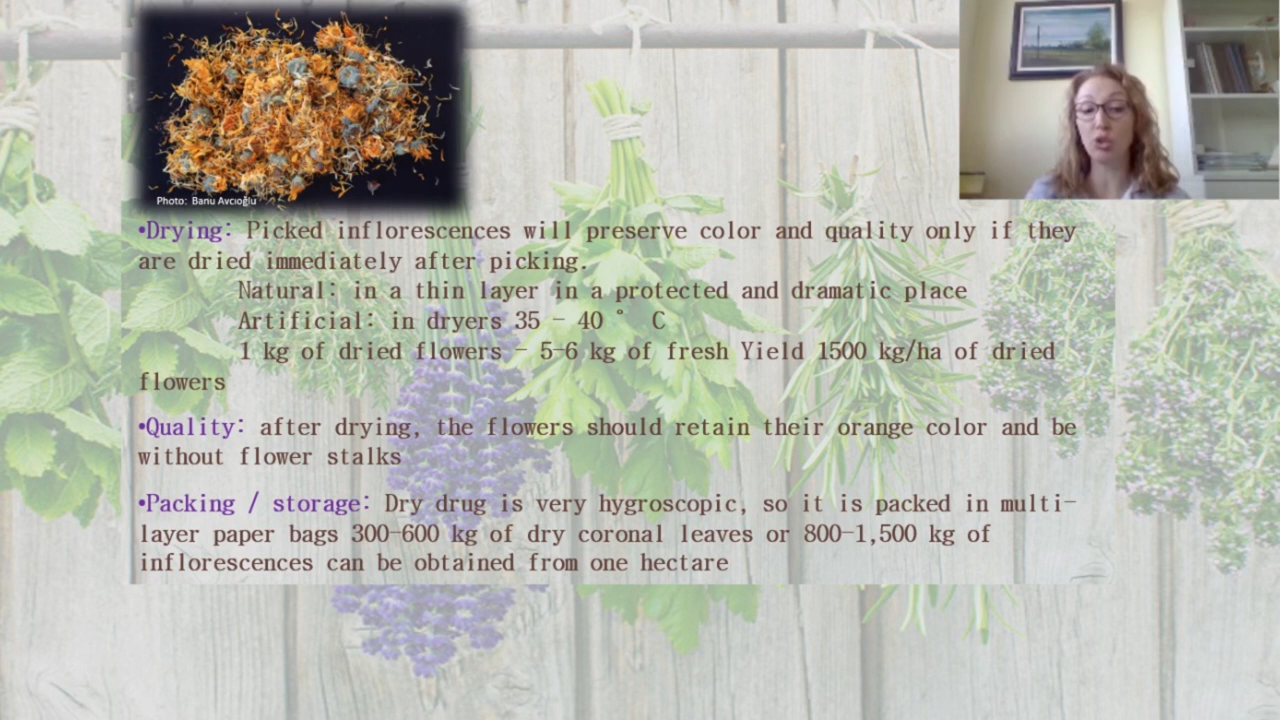 Photo: Banu Avcıoğlu
•Drying: Picked inflorescences will preserve color and quality only if they
are dried immediately after picking.
Natural: in a thin layer in a protected and dramatic place
Artificial: in dryers 35 - 40 ° C
1 kg of dried flowers - 5-6 kg of fresh Yield 1500 kg/ha of dried
flowers
•Quality: after drying, the flowers should retain their orange color and be
without flower stalks
•Packing / storage: Dry drug is very hygroscopic, so it is packed in multi-
layer paper bags 300-600 kg of dry coronal leaves or 800-1,500 kg of
inflorescences can be obtained from one hectare